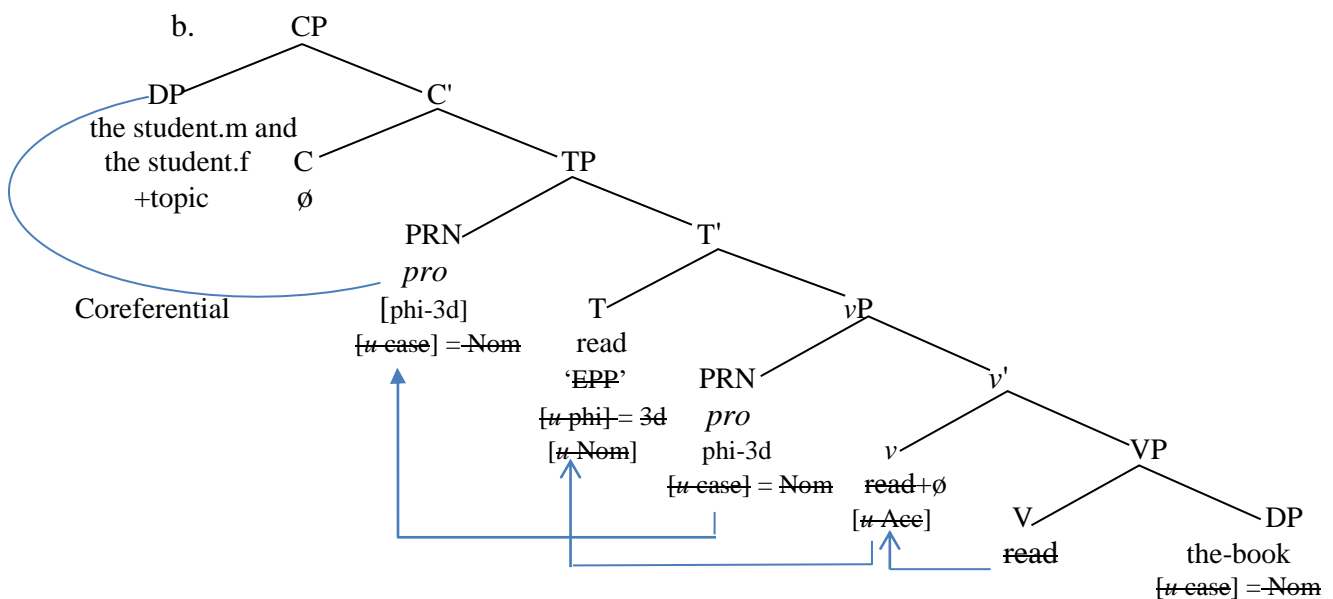 b. CP
DP C'
the student.m and
the student.f C TP
+topic ø
PRN T'
pro
Coreferential [phi-3d] T vP
[u case] = Nom read
‘EPP’ PRN v'
[u phi] = 3d pro
[u Nom] phi-3d v VP
[u case] = Nom read+ø
[u Acc] V DP
read the-book
[u case] = Nom